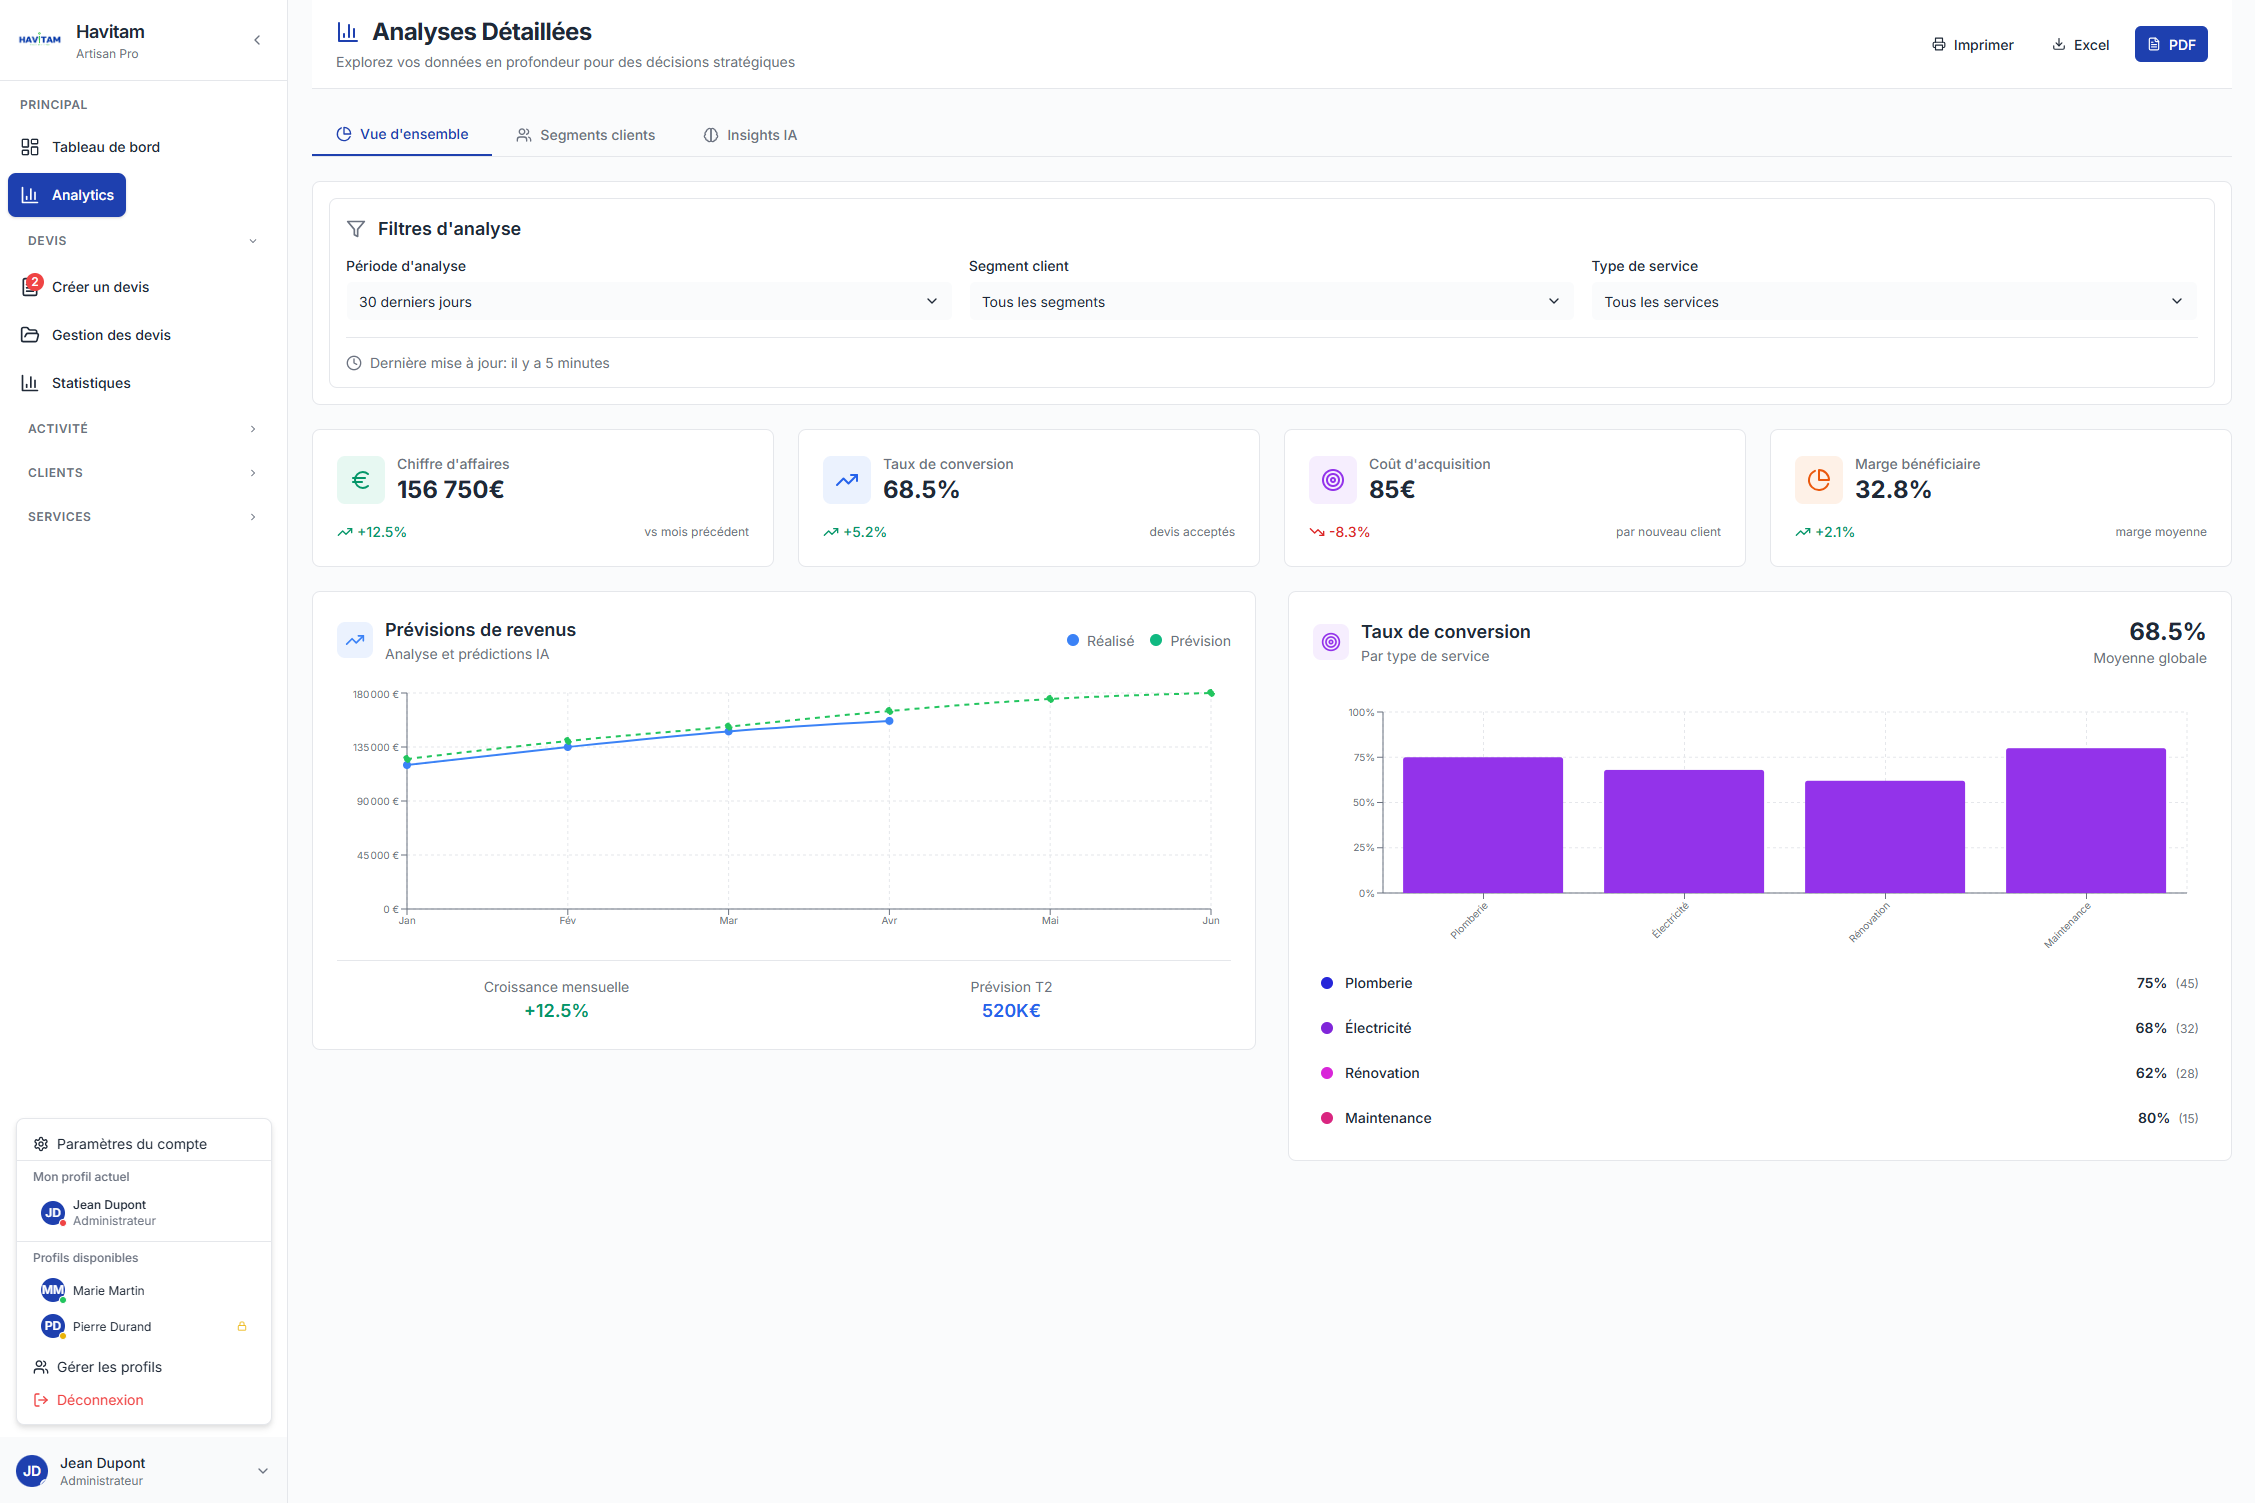 HAVITAM
Havitam
Artisan Pro
PRINCIPAL
Tableau de bord
Analytics
DEVIS
2
Créer un devis
Gestion des devis
Statistiques
ACTIVITÉ
CLIENTS
SERVICES
Paramètres du compte
Mon profil actuel
JD
Jean Dupont
Administrateur
Profils disponibles
MM
Marie Martin
PD
Pierre Durand
Gérer les profils
Déconnexion
JD
Jean Dupont
Administrateur
Analyses Détaillées
Explorez vos données en profondeur pour des décisions stratégiques
Imprimer
Excel
PDF
Vue d'ensemble
Segments clients
Insights IA
Filtres d'analyse
Période d'analyse
30 derniers jours
Segment client
Tous les segments
Type de service
Tous les services
Dernière mise à jour: il y a 5 minutes
Chiffre d'affaires
156 750€
+12.5%
vs mois précédent
Taux de conversion
68.5%
+5.2%
devis acceptés
Coût d'acquisition
85€
-8.3%
par nouveau client
Marge bénéficiaire
32.8%
+2.1%
marge moyenne
Prévisions de revenus
Analyse et prédictions IA
Réalisé
Prévision
180 000 €
135 000 €
90 000 €
45 000 €
0 €
Jan
Fév
Mar
Avr
Mai
Jun
Croissance mensuelle
+12.5%
Prévision T2
520K€
Taux de conversion
Par type de service
68.5%
Moyenne globale
100%
75%
50%
25%
0%
Plomberie
Électricité
Rénovation
Maintenance
Plomberie
75% (45)
Électricité
68% (32)
Rénovation
62% (28)
Maintenance
80% (15)